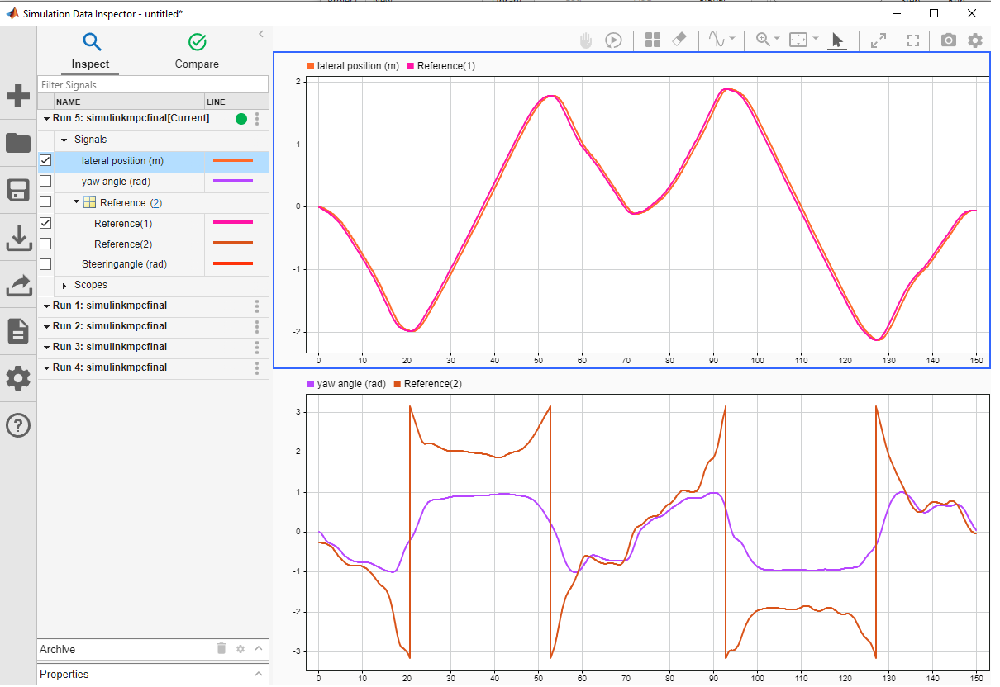 Simulation Data Inspector - untitled*
Inspect
Compare
Filter Signals
NAME LINE
Run 5: simulinkmpcfinal[Current]
Signals
lateral position (m)
yaw angle (rad)
Reference (2)
Reference(1)
Reference(2)
Steeringangle (rad)
Scopes
Run 1: simulinkmpcfinal
Run 2: simulinkmpcfinal
Run 3: simulinkmpcfinal
Run 4: simulinkmpcfinal
Archive
Properties
lateral position (m) Reference(1)
2
1
0
-1
-2
0 10 20 30 40 50 60 70 80 90 100 110 120 130 140 150
yaw angle (rad) Reference(2)
3
2
1
0
-1
-2
-3
0 10 20 30 40 50 60 70 80 90 100 110 120 130 140 150